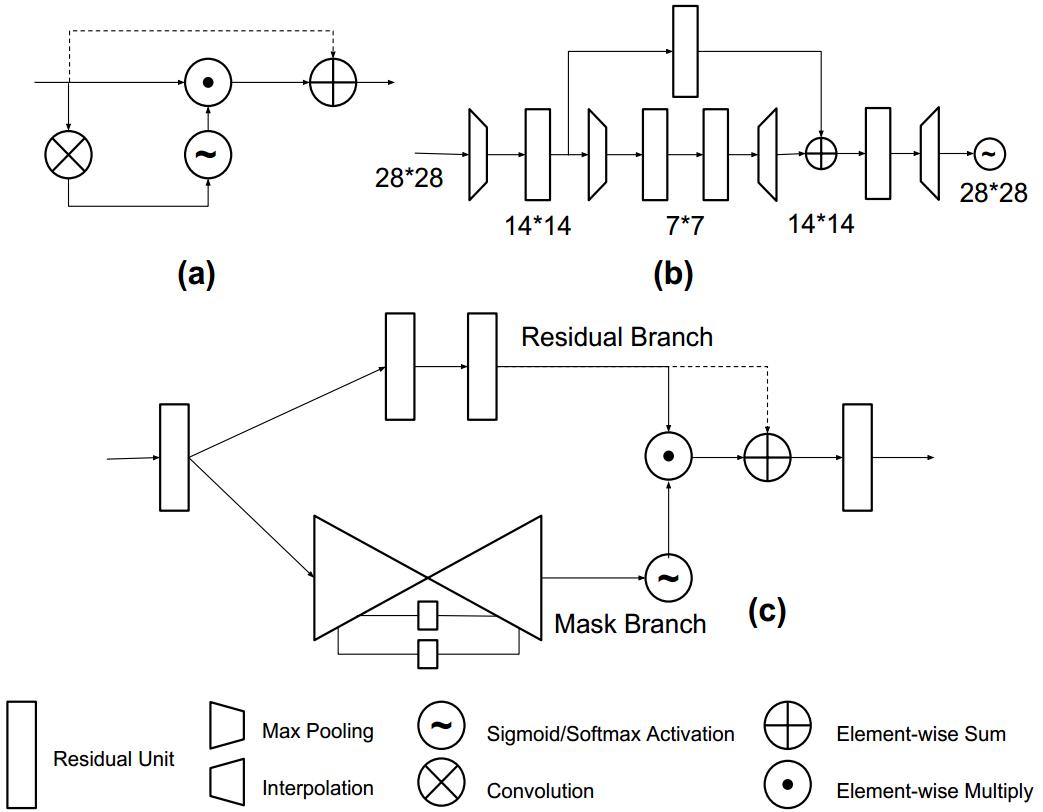 28*28
14*14
7*7
14*14
28*28
(a)
(b)
Residual Branch
Mask Branch
(c)
Residual Unit
Max Pooling
Interpolation
Sigmoid/Softmax Activation
Convolution
Element-wise Sum
Element-wise Multiply